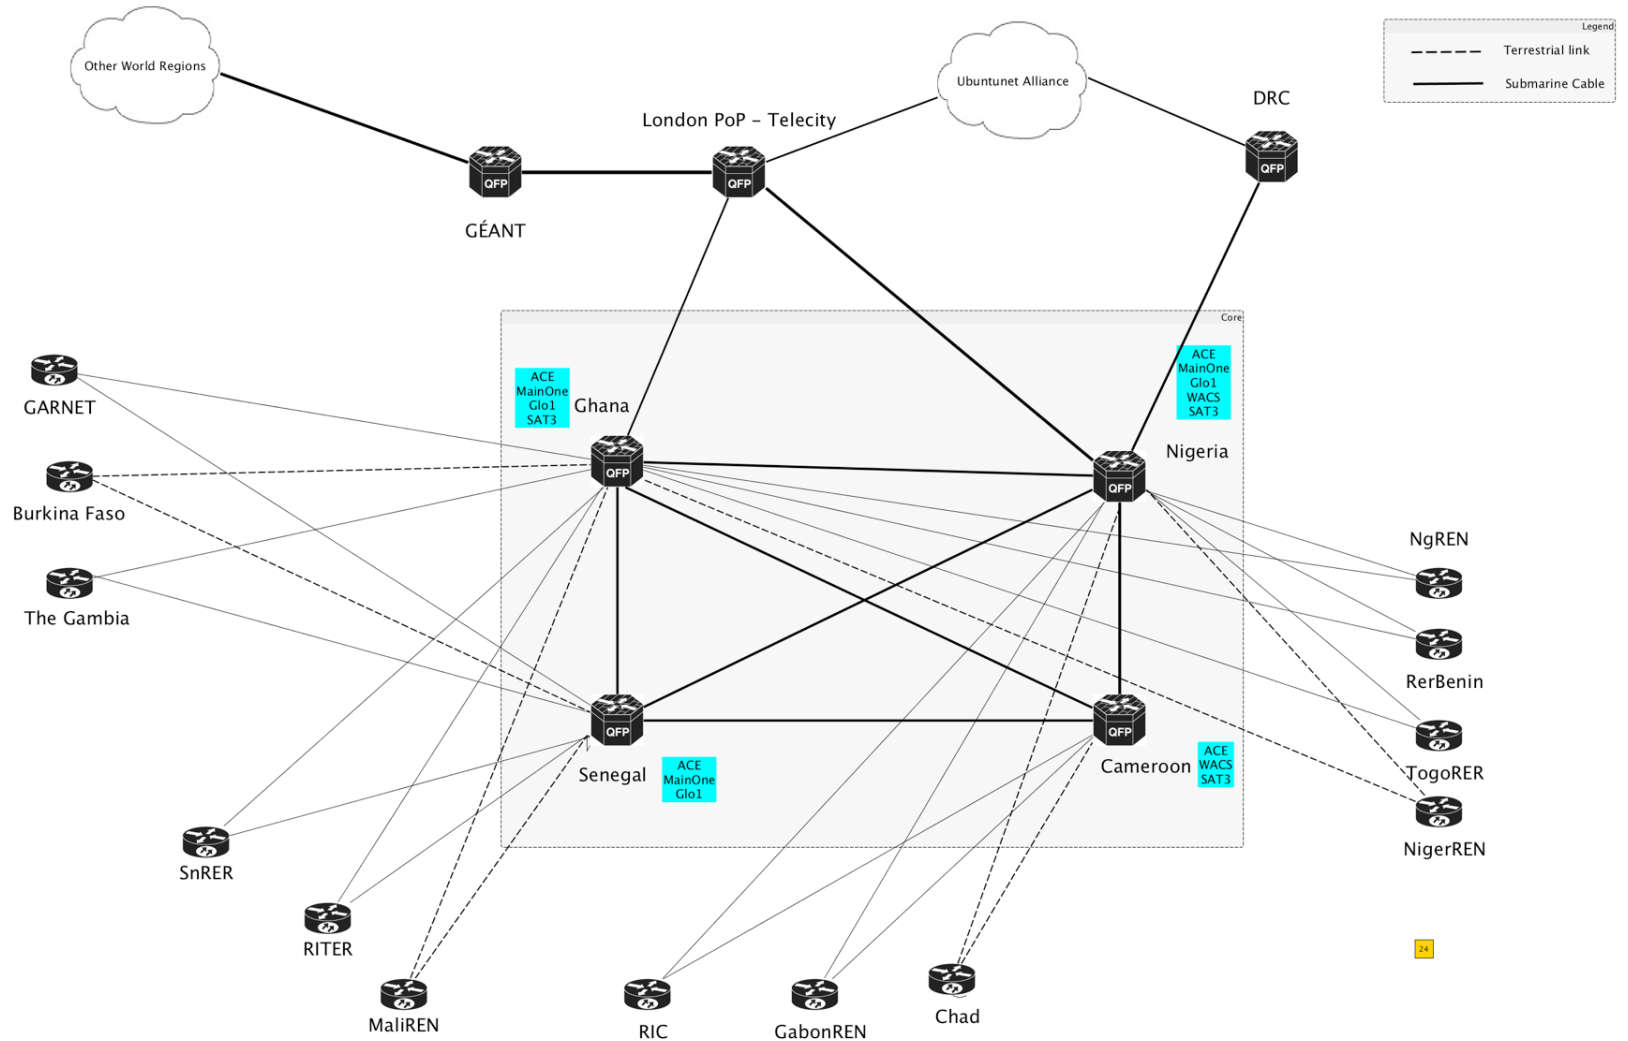 Other World Regions
Ubuntunet Alliance
Legend
Terrestrial link
Submarine Cable
DRC
London PoP – Telecity
QFP
QFP
QFP
GÉANT
Core
ACE
MainOne
Glo1
SAT3
Ghana
ACE
MainOne
Glo1
WACS
SAT3
Nigeria
QFP
QFP
GARNET
Burkina Faso
The Gambia
NgREN
RerBenin
TogoRER
NigerREN
QFP
QFP
Senegal
ACE
MainOne
Glo1
Cameroon
ACE
WACS
SAT3
SnRER
RITER
MaliREN
RIC
GabonREN
Chad
24